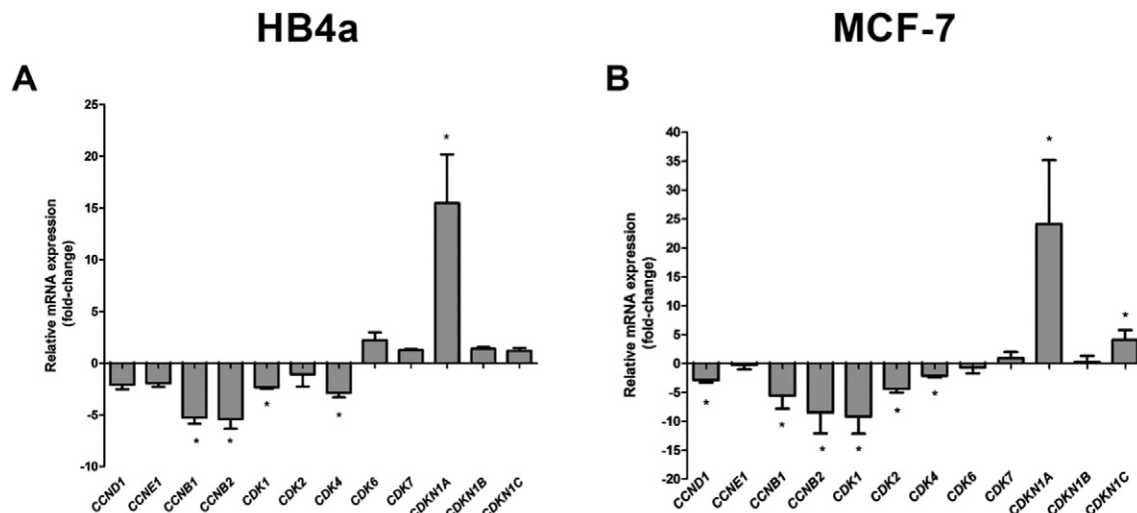 HB4a
MCF-7
A
B
Relative mRNA expression
(fold-change)
25
20
15
10
5
0
-5
-10
*
*
*
*
*
CCND1
CCNE1
CCNB1
CCNB2
CDK1
CDK2
CDK4
CDK6
CDK7
CDKN1A
CDKN1B
CDKN1C
Relative mRNA expression
(fold-change)
40
35
30
25
20
15
10
5
0
-5
-10
-15
-20
*
*
*
*
*
*
*
*
CCND1
CCNE1
CCNB1
CCNB2
CDK1
CDK2
CDK4
CDK6
CDK7
CDKN1A
CDKN1B
CDKN1C